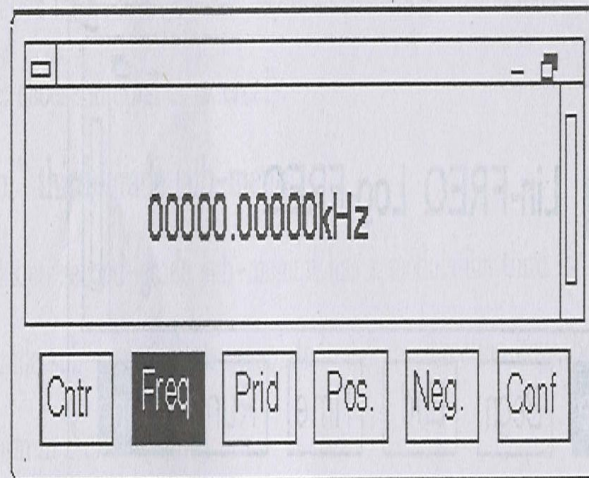 00000.00000kHz
Cntr Freq Prid Pos. Neg. Conf